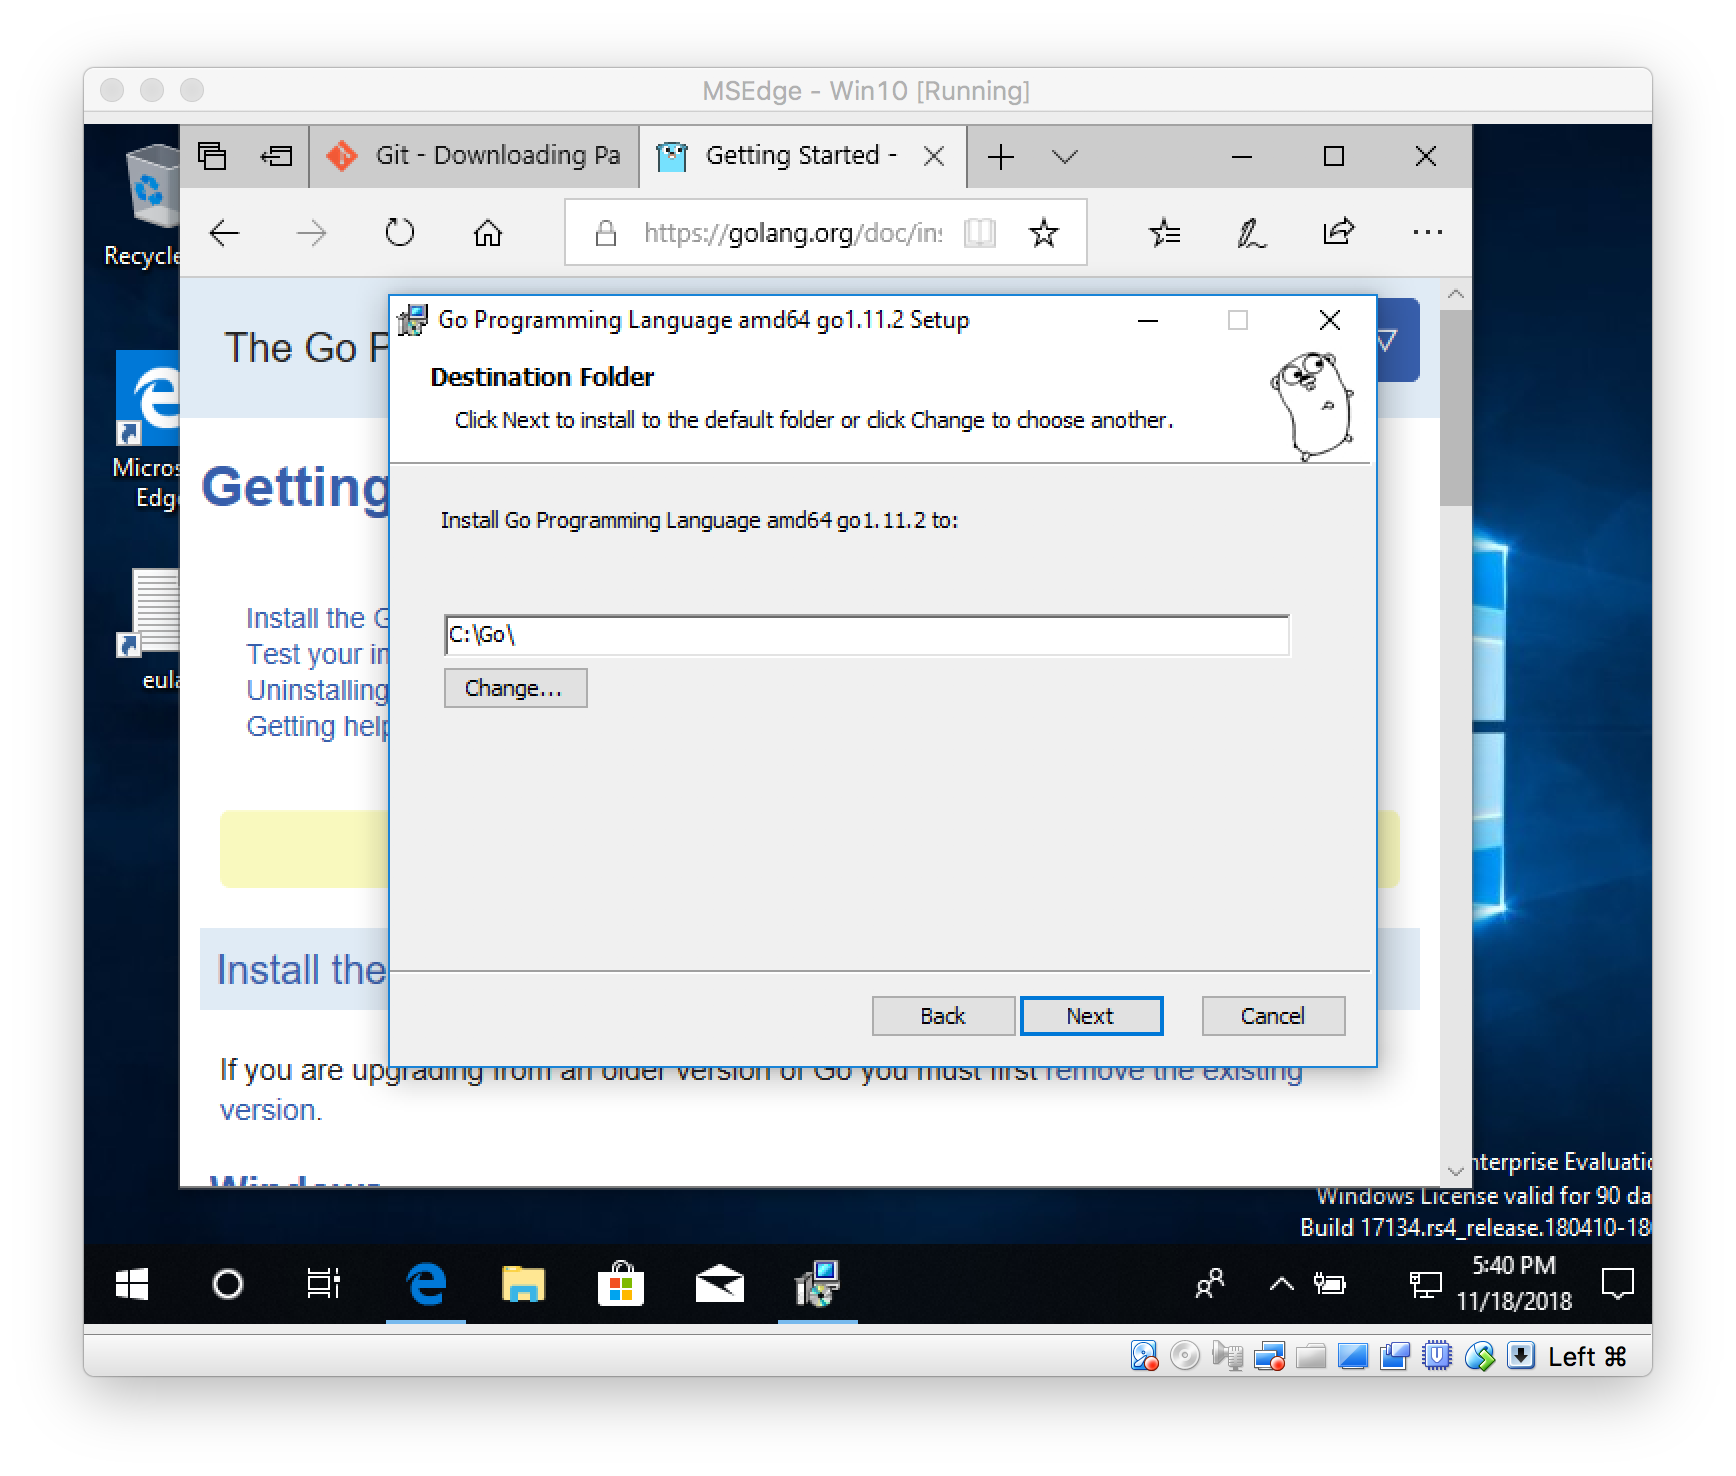 MSEdge - Win10 [Running]
Git - Downloading Pa
Getting Started -
https://golang.org/doc/in
Recycle
Micros
Edg
eula
The Go P
Getting
Install the G
Test your in
Uninstalling
Getting help
Install the
If you are upgrading from an older version of Go you must first remove the existing
version.
Windows
Go Programming Language amd64 go1.11.2 Setup
Destination Folder
Click Next to install to the default folder or click Change to choose another.
Install Go Programming Language amd64 go1.11.2 to:
C:\Go\
Change...
Back
Next
Cancel
nterprise Evaluatio
Windows License valid for 90 da
Build 17134.rs4_release.180410-18
5:40 PM
11/18/2018
Left ⌘